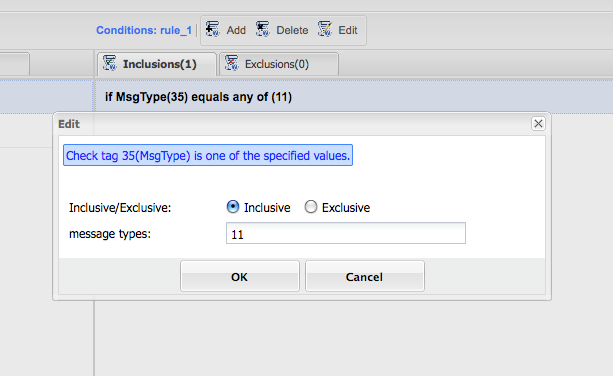 Conditions: rule_1 Add Delete Edit
Inclusions(1) Exclusions(0)
if MsgType(35) equals any of (11)
Edit
Check tag 35(MsgType) is one of the specified values.
Inclusive/Exclusive: Inclusive Exclusive
message types: 11
OK Cancel